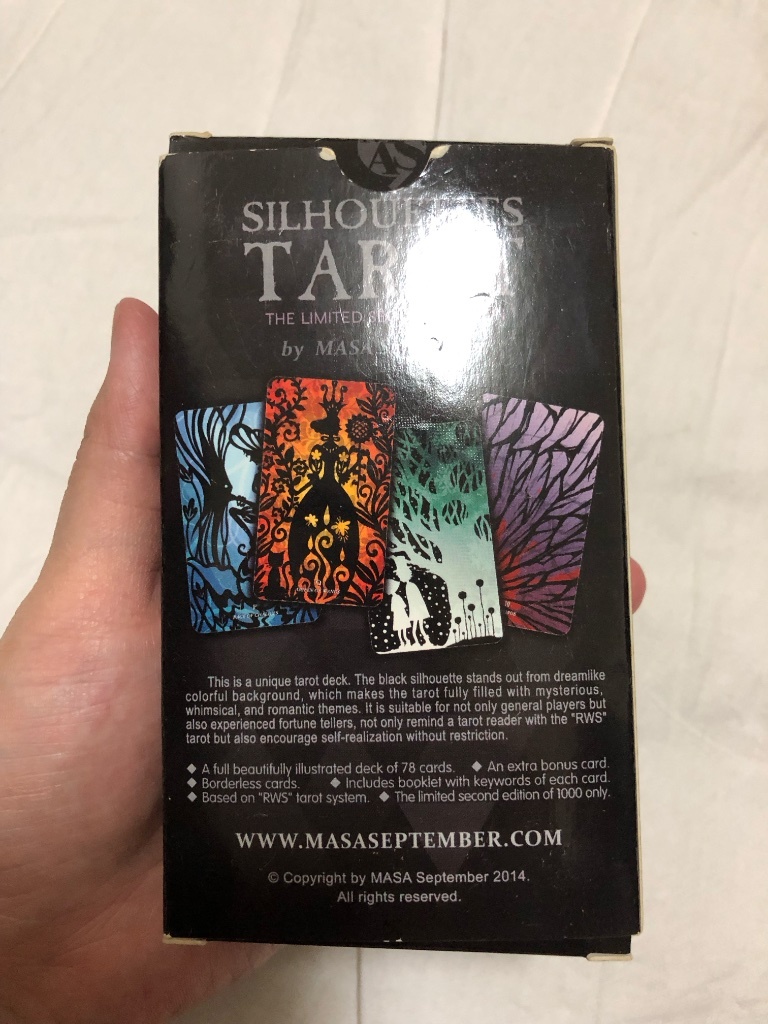 AS
SILHOUETTES
TAROT
THE LIMITED
by MASA
This is a unique tarot deck. The black silhouette stands out from dreamlike
colorful background, which makes the tarot fully filled with mysterious,
whimsical, and romantic themes. It is suitable for not only general players but
also experienced fortune tellers, not only remind a tarot reader with the "RWS"
tarot but also encourage self-realization without restriction.
◆ A full beautifully illustrated deck of 78 cards. ◆ An extra bonus card.
◆ Borderless cards. ◆ Includes booklet with keywords of each card.
◆ Based on "RWS" tarot system. ◆ The limited second edition of 1000 only.
WWW.MASASEPTEMBER.COM
© Copyright by MASA September 2014.
All rights reserved.